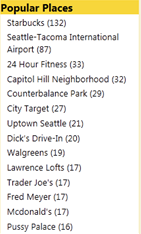 Popular Places
Starbucks (132)
Seattle-Tacoma International
Airport (87)
24 Hour Fitness (33)
Capitol Hill Neighborhood (32)
Counterbalance Park (29)
City Target (27)
Uptown Seattle (21)
Dick's Drive-In (20)
Walgreens (19)
Lawrence Lofts (17)
Trader Joe's (17)
Fred Meyer (17)
Mcdonald's (17)
Pussy Palace (16)